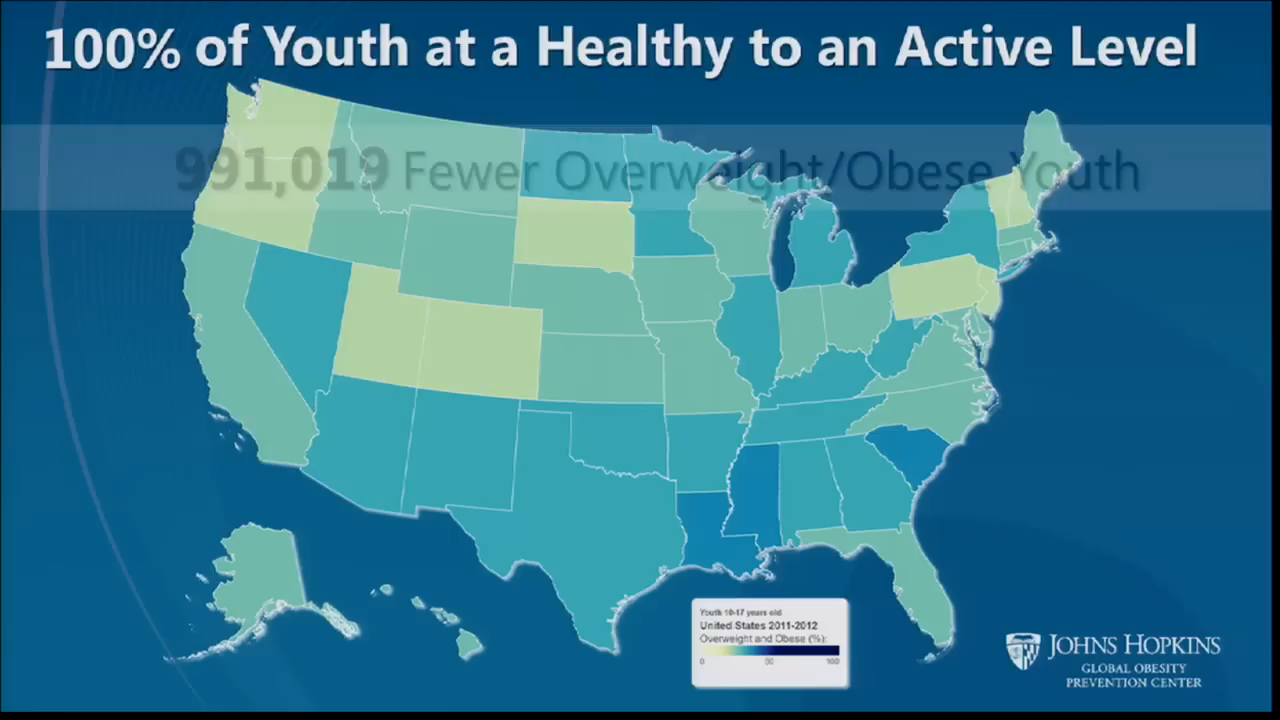 100% of Youth at a Healthy to an Active Level
991,019 Fewer Overweight/Obese Youth
Youth 10-17 years old
United States 2011-2012
Overweight and Obese (%):
0 50 100
JOHNS HOPKINS
GLOBAL OBESITY
PREVENTION CENTER